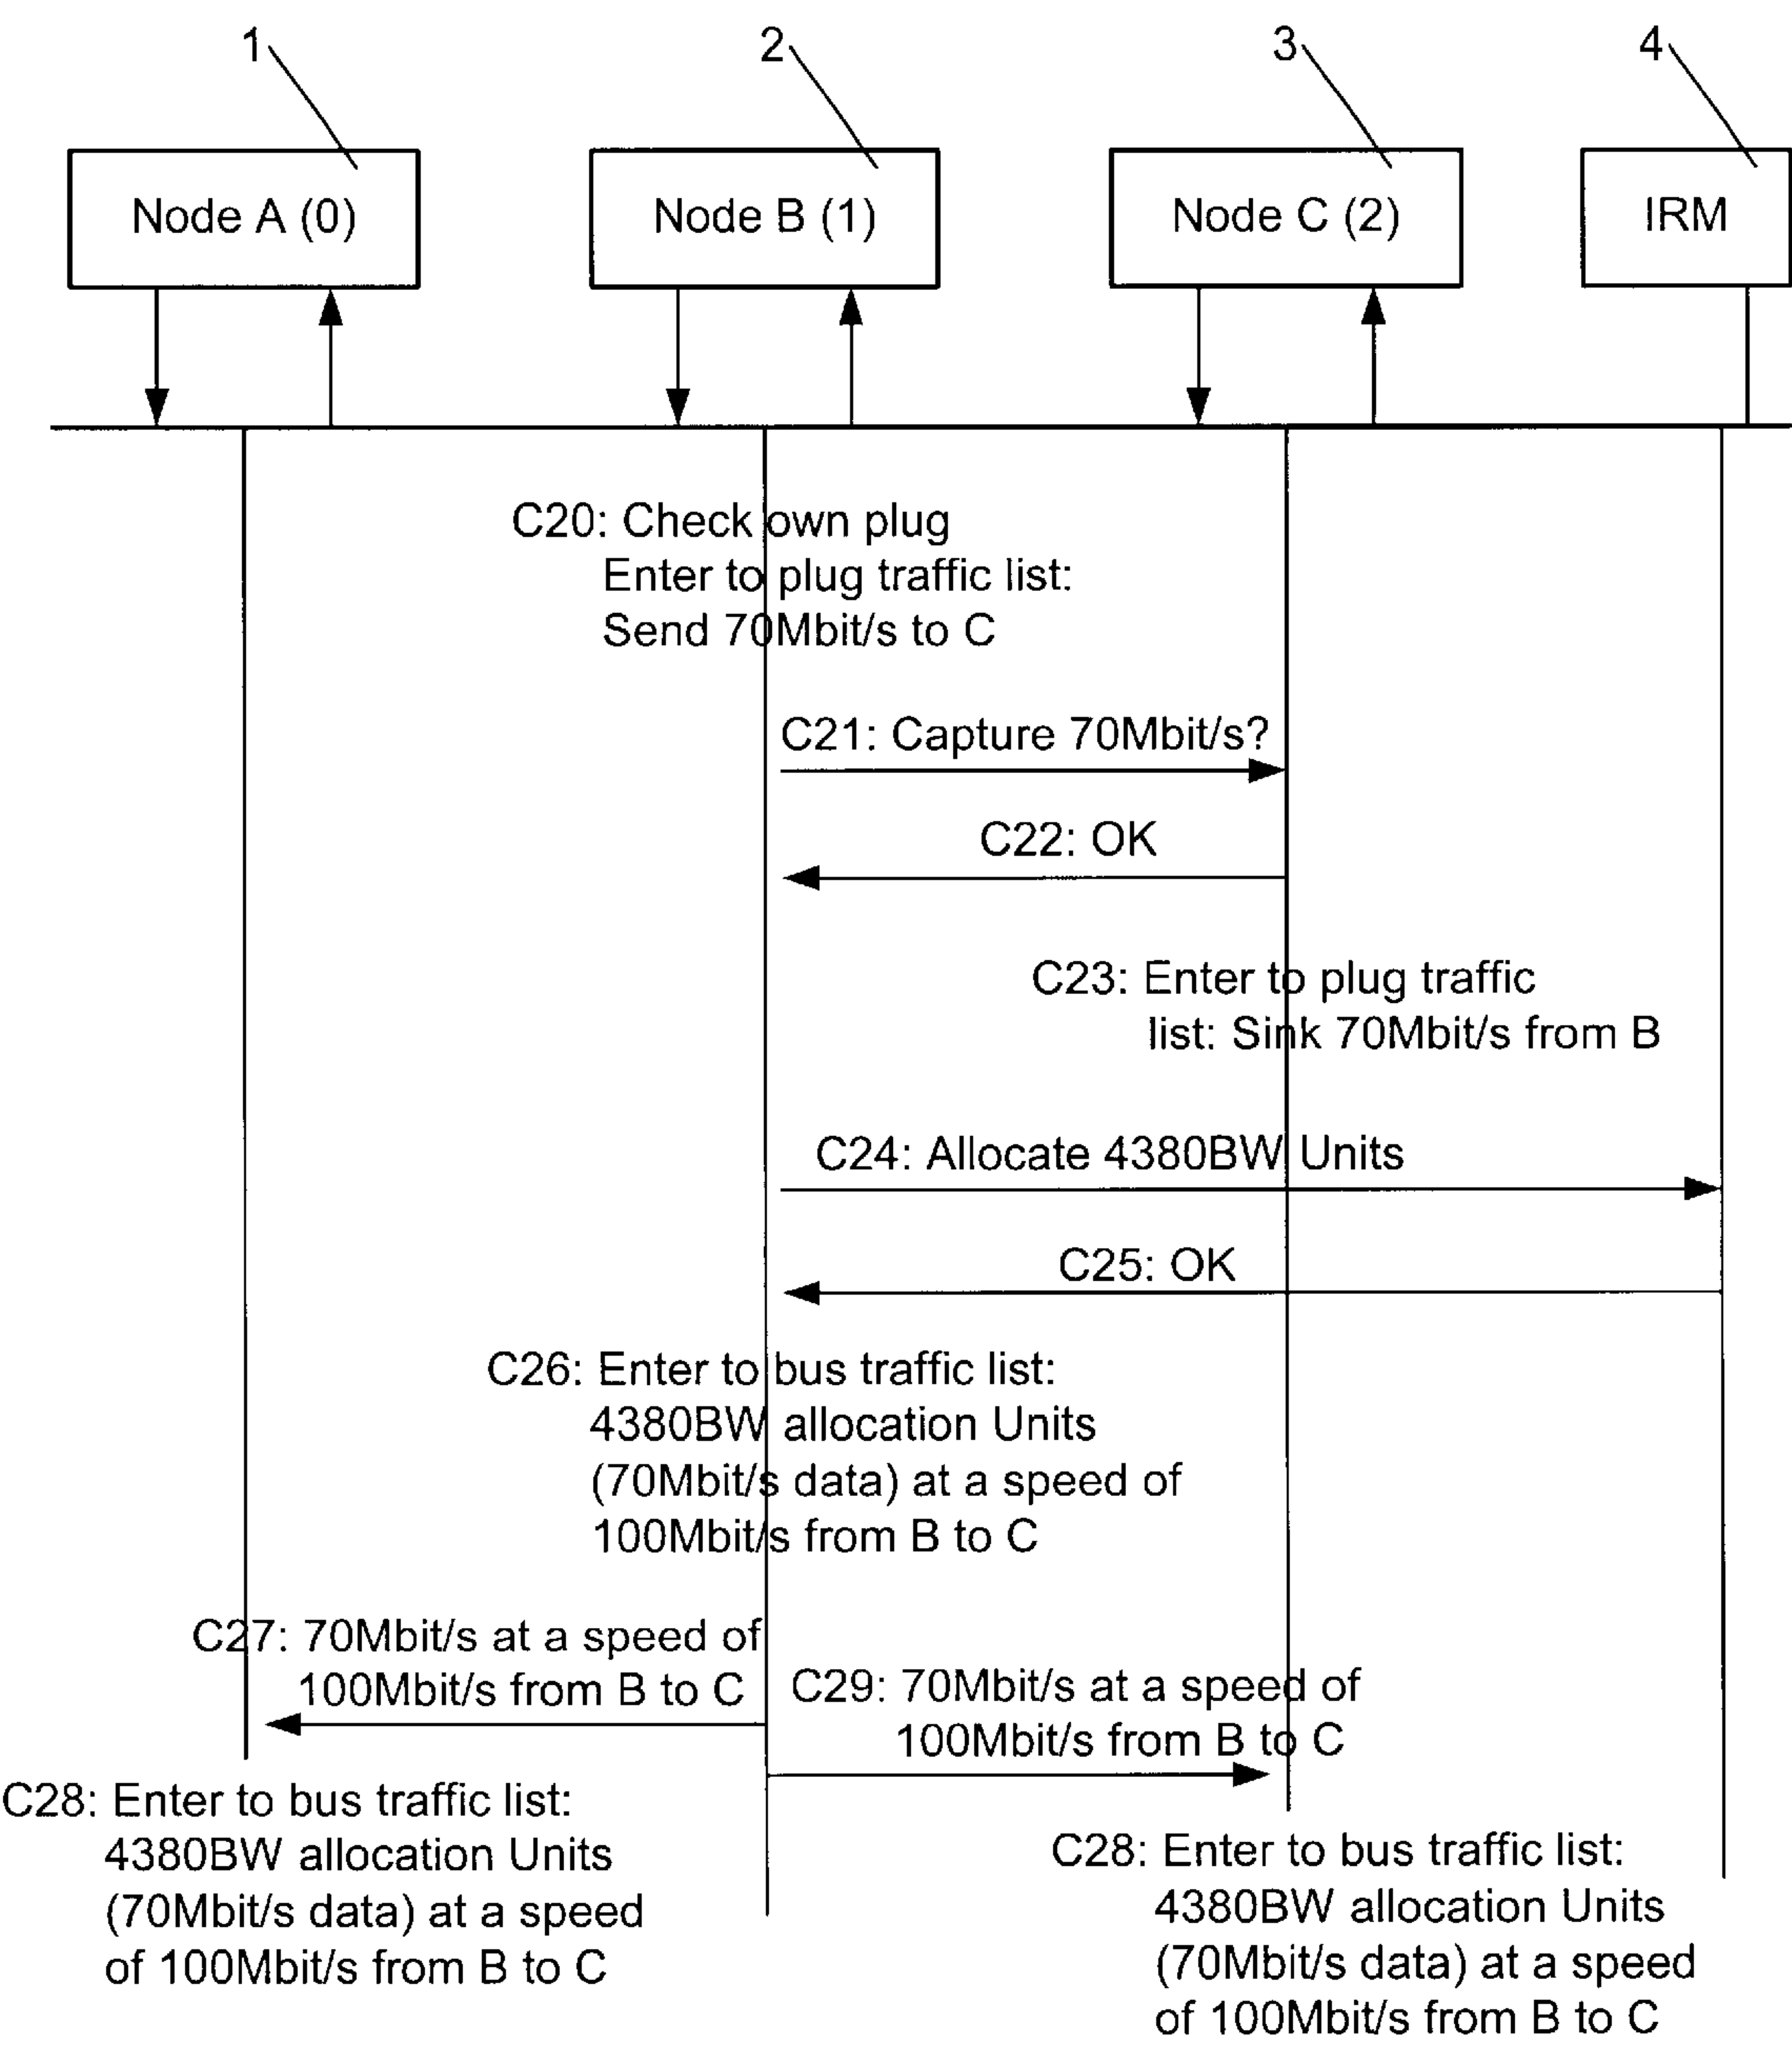 1
2
3
4
Node A (0)
Node B (1)
Node C (2)
IRM
C20: Check own plug
Enter to plug traffic list:
Send 70Mbit/s to C
C21: Capture 70Mbit/s?
C22: OK
C23: Enter to plug traffic
list: Sink 70Mbit/s from B
C24: Allocate 4380BW Units
C25: OK
C26: Enter to bus traffic list:
4380BW allocation Units
(70Mbit/s data) at a speed of
100Mbit/s from B to C
C27: 70Mbit/s at a speed of
100Mbit/s from B to C
C29: 70Mbit/s at a speed of
100Mbit/s from B to C
C28: Enter to bus traffic list:
4380BW allocation Units
(70Mbit/s data) at a speed
of 100Mbit/s from B to C
C28: Enter to bus traffic list:
4380BW allocation Units
(70Mbit/s data) at a speed
of 100Mbit/s from B to C